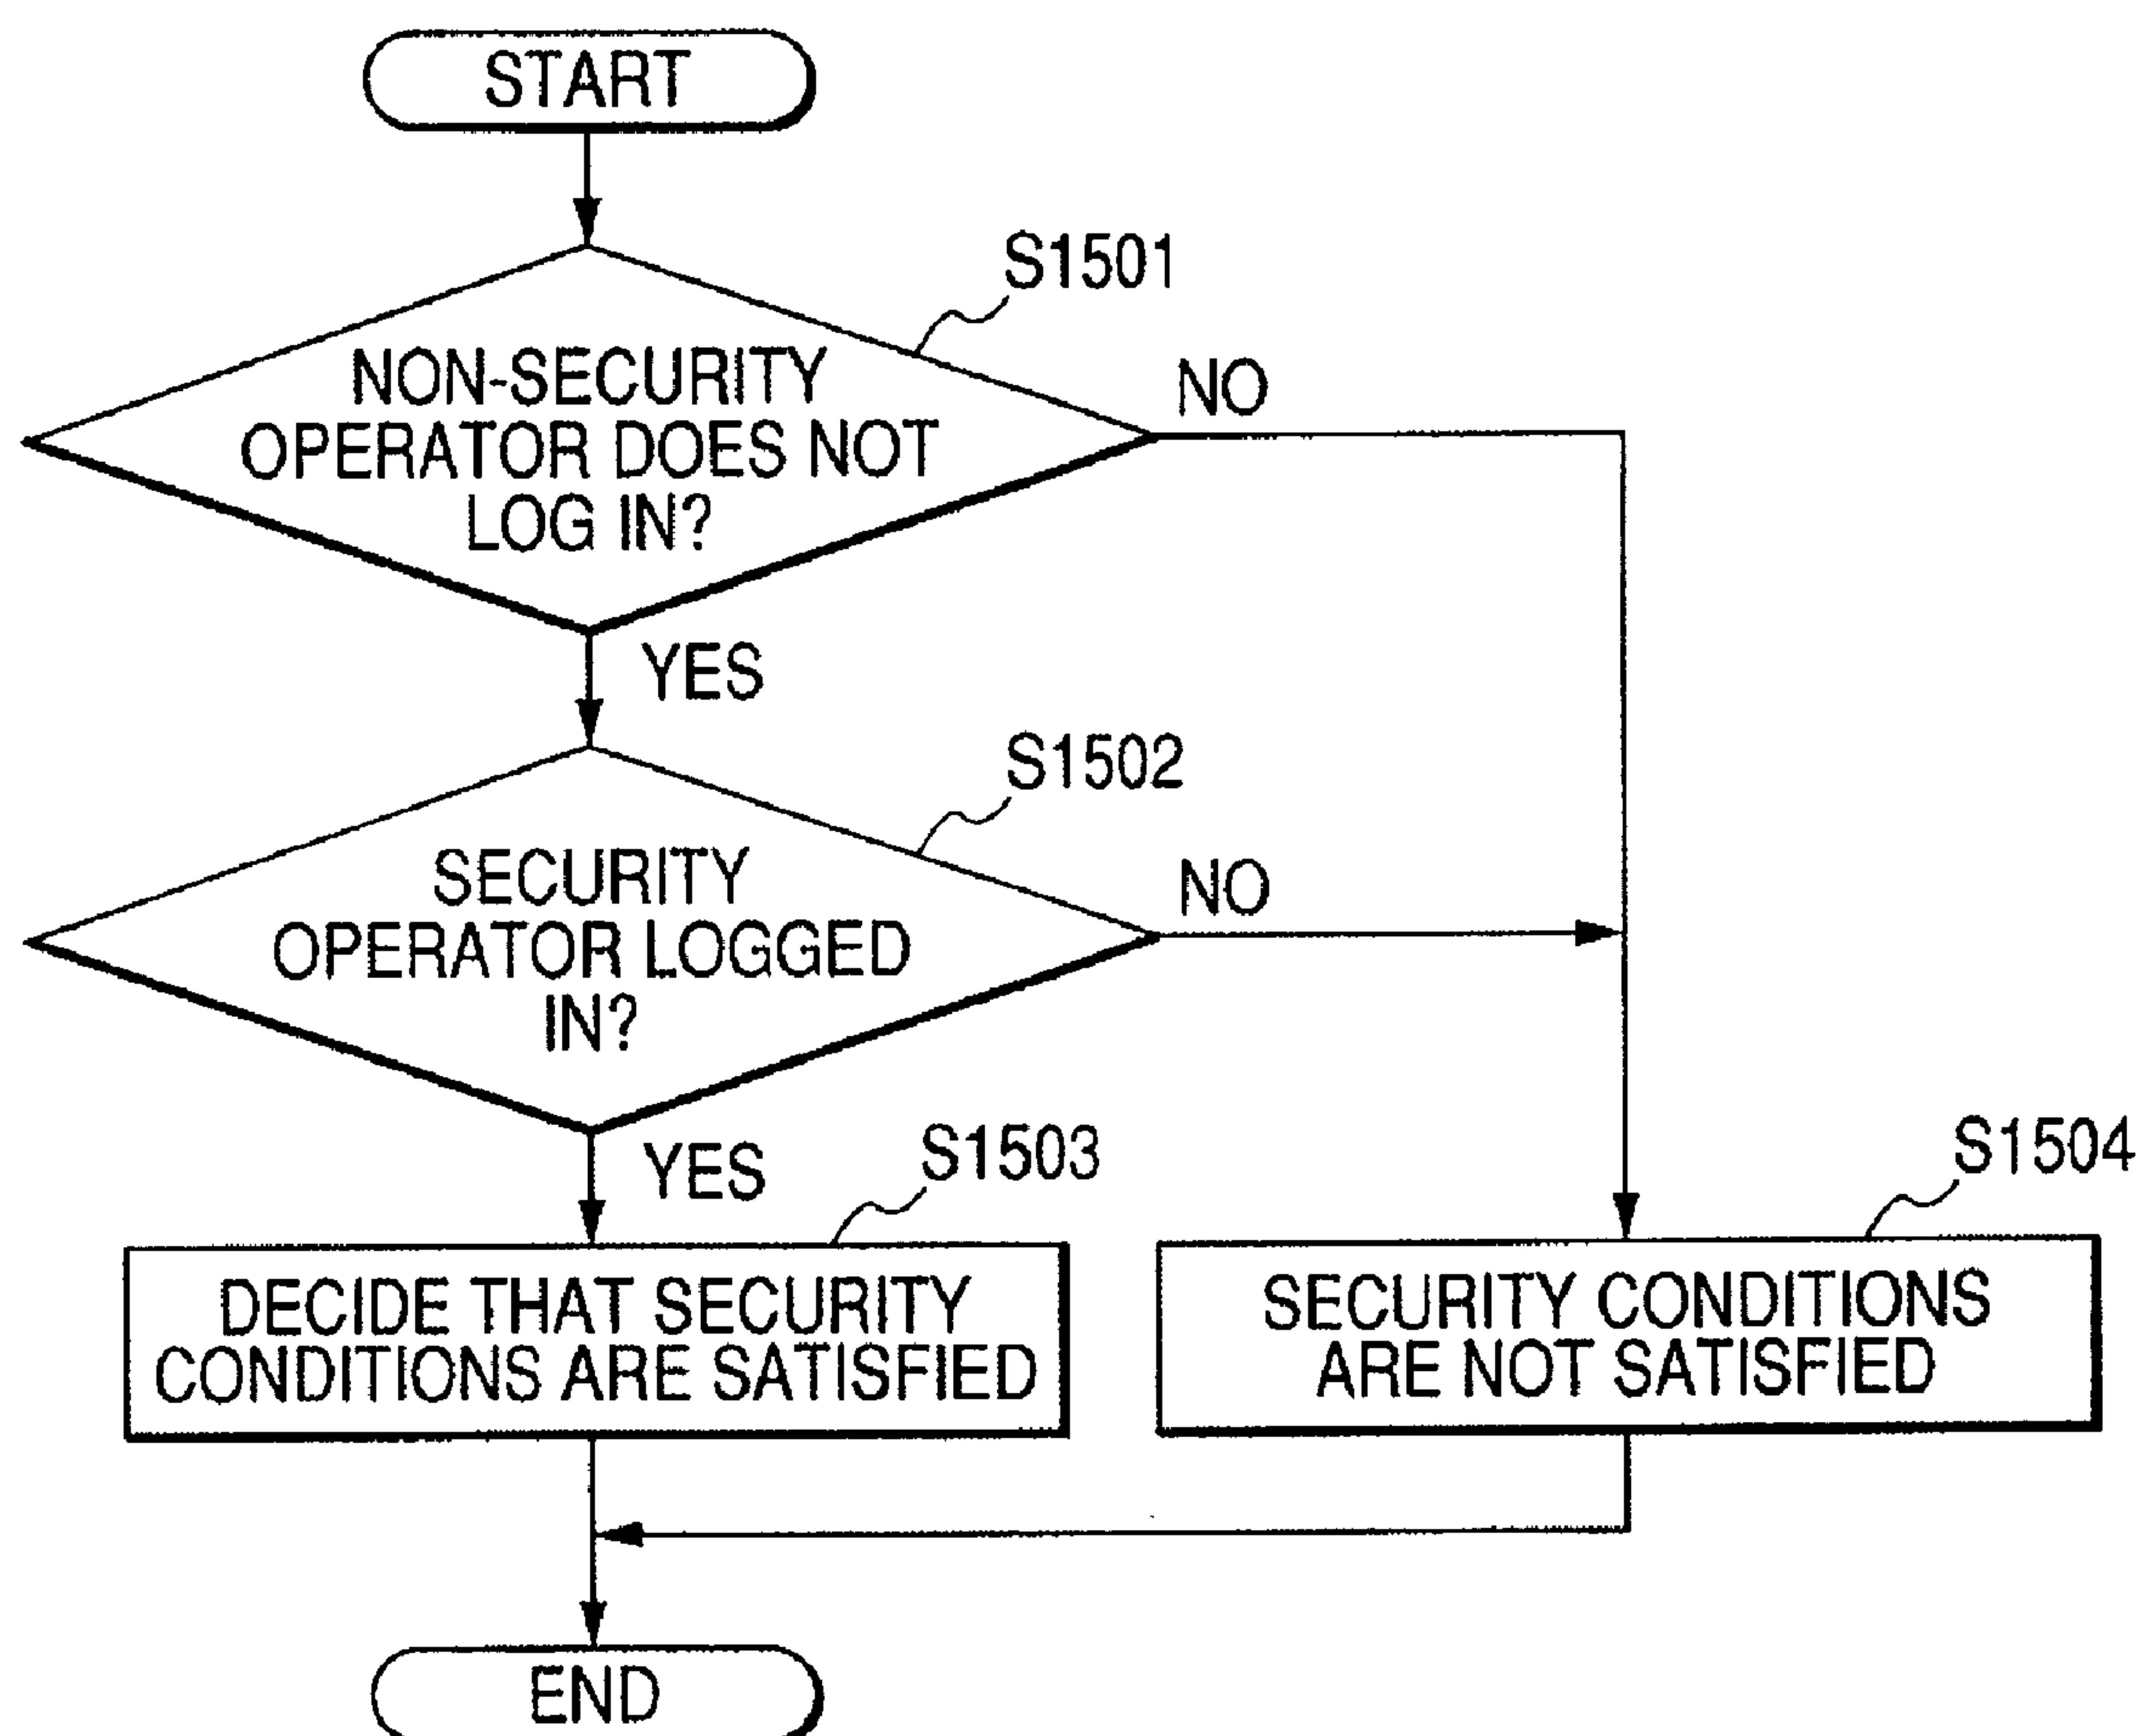 START
S1501
NON-SECURITY
OPERATOR DOES NOT
LOG IN?
NO
YES
S1502
SECURITY
OPERATOR LOGGED
IN?
NO
YES
S1503
DECIDE THAT SECURITY
CONDITIONS ARE SATISFIED
S1504
SECURITY CONDITIONS
ARE NOT SATISFIED
END